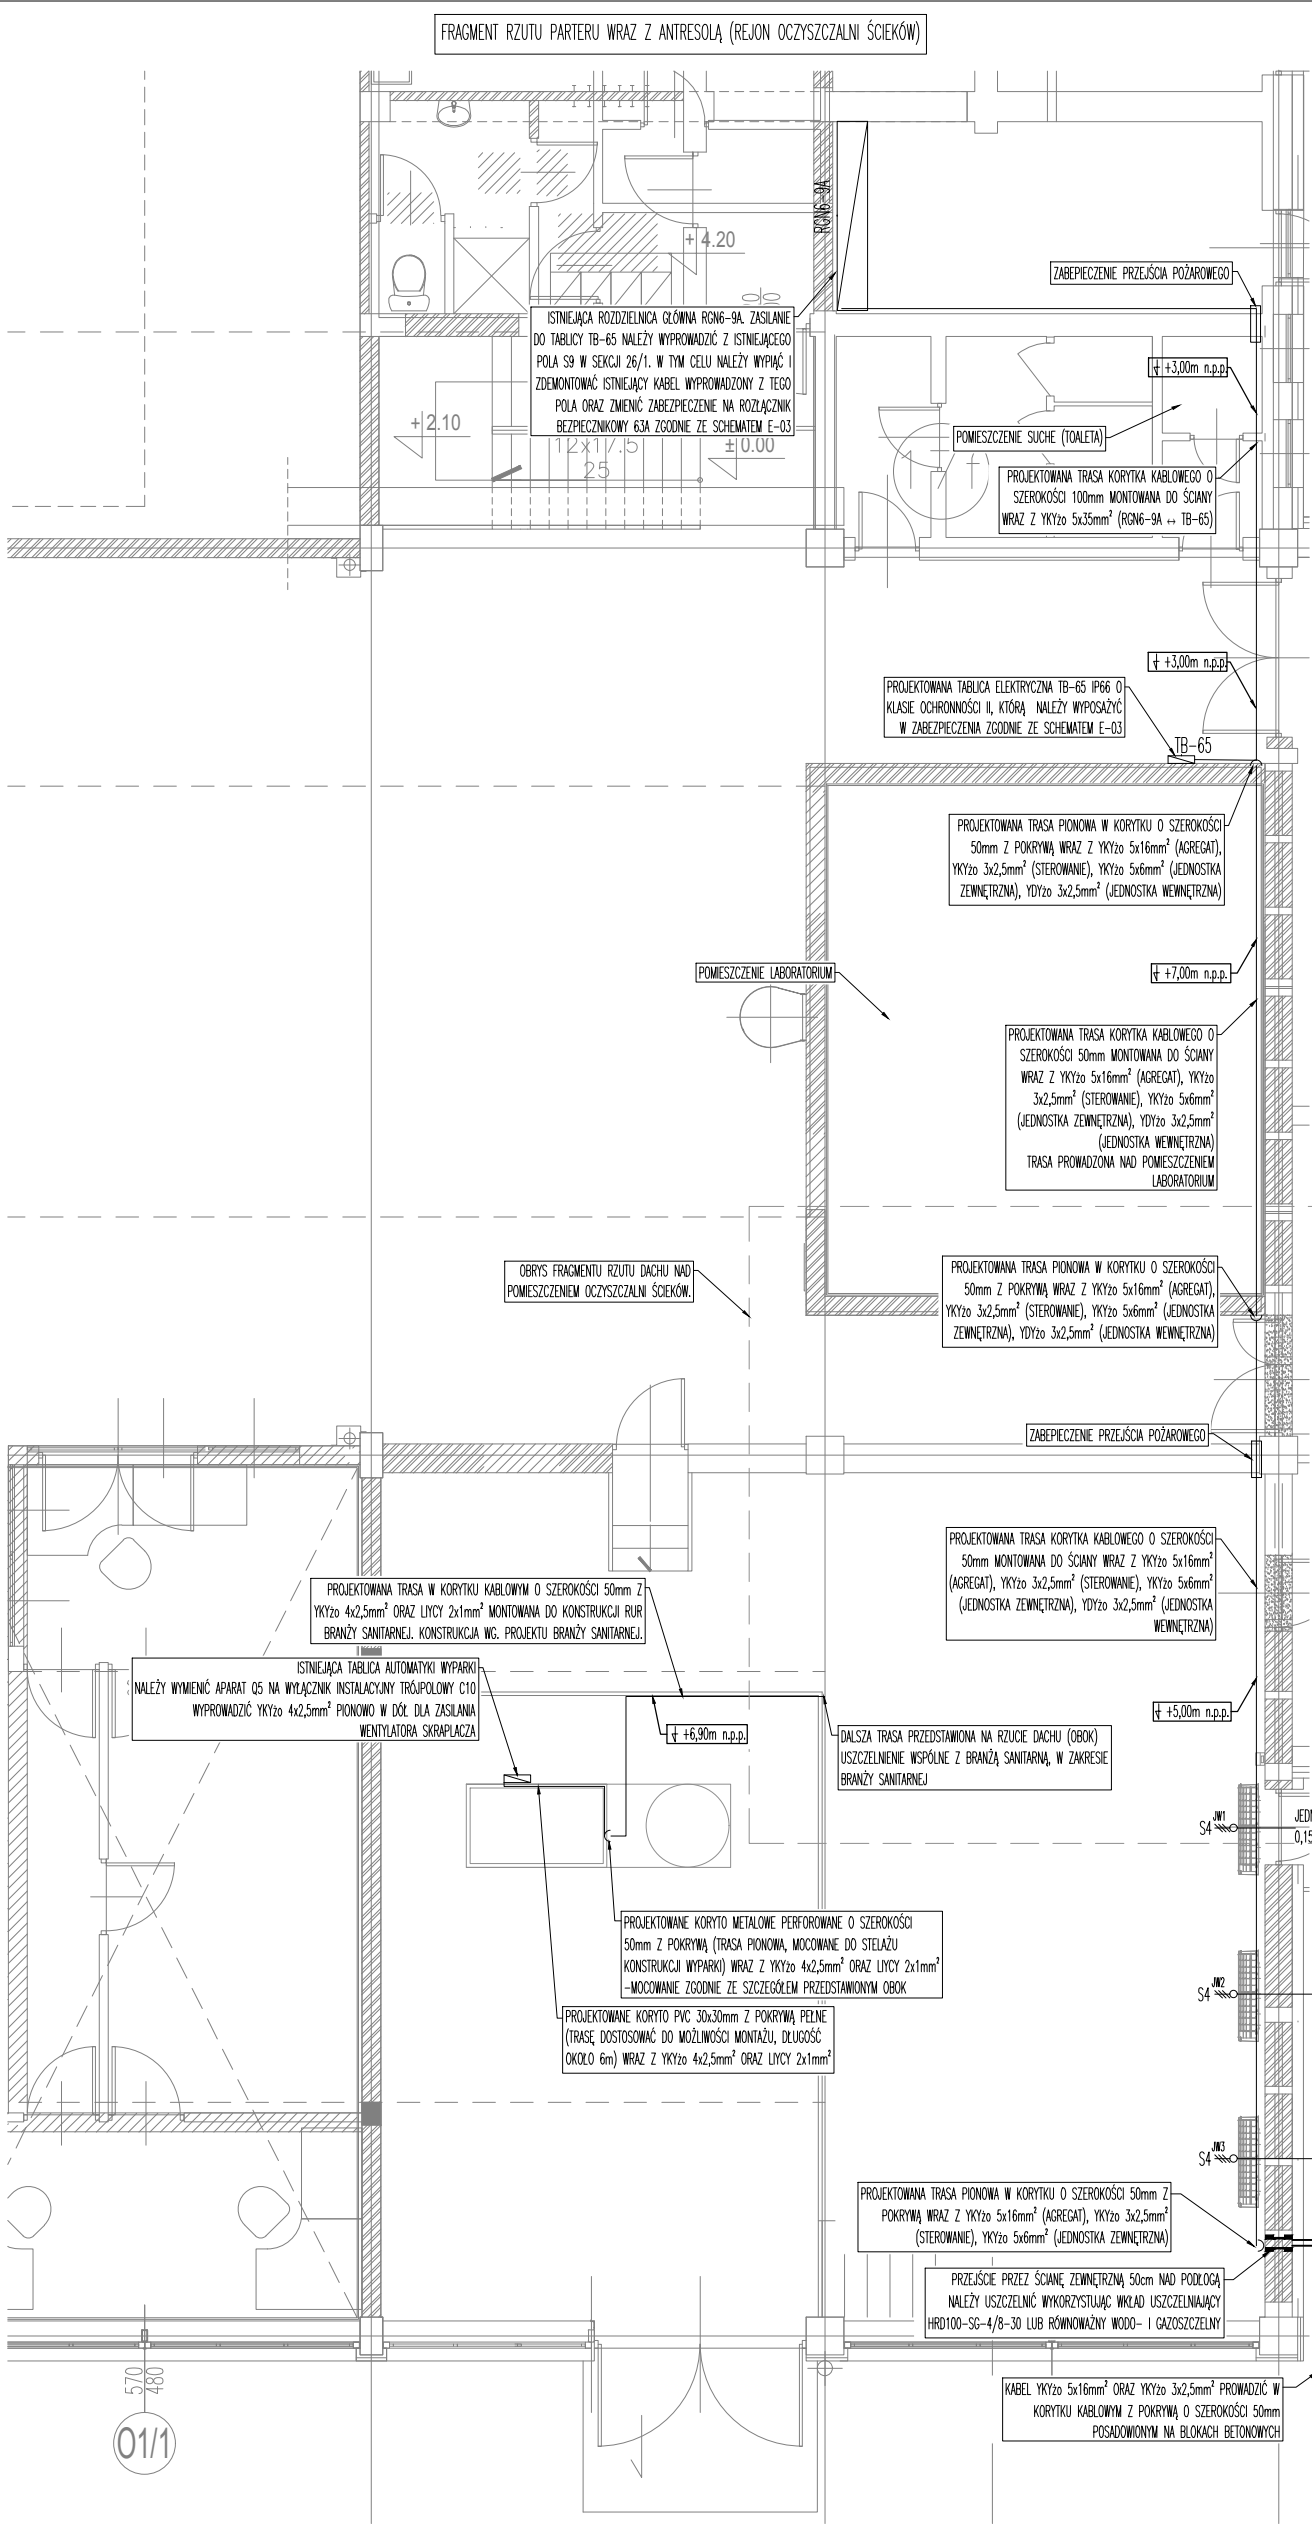 FRAGMENT RZUTU PARTERU WRAZ Z ANTRESOLĄ (REJON OCZYSZCZALNI ŚCIEKÓW)
RGN6-9A
+ 4.20
ZABEPIECZENIE PRZEJŚCIA POŻAROWEGO
ISTNIEJĄCA ROZDZIELNICA GŁÓWNA RGN6-9A. ZASILANIE
DO TABLICY TB-65 NALEŻY WYPROWADZIĆ Z ISTNIEJĄCEGO
POLA S9 W SEKCJI 26/1. W TYM CELU NALEŻY WYPIĄĆ I
ZDEMONTOWAĆ ISTNIEJĄCY KABEL WYPROWADZONY Z TEGO
POLA ORAZ ZMIENIĆ ZABEZPIECZENIE NA ROZŁĄCZNIK
BEZPIECZNIKOWY 63A ZGODNIE ZE SCHEMATEM E-03
+3,00m n.p.p.
+ 2.10
± 0.00
12x17.5
25
POMIESZCZENIE SUCHE (TOALETA)
PROJEKTOWANA TRASA KORYTKA KABLOWEGO O
SZEROKOŚCI 100mm MONTOWANA DO ŚCIANY
WRAZ Z YKYżo 5x35mm² (RGN6-9A ↔ TB-65)
+3,00m n.p.p.
PROJEKTOWANA TABLICA ELEKTRYCZNA TB-65 IP66 O
KLASIE OCHRONNOŚCI II, KTÓRĄ NALEŻY WYPOSAŻYĆ
W ZABEZPIECZENIA ZGODNIE ZE SCHEMATEM E-03
TB-65
PROJEKTOWANA TRASA PIONOWA W KORYTKU O SZEROKOŚCI
50mm Z POKRYWĄ WRAZ Z YKYżo 5x16mm² (AGREGAT),
YKYżo 3x2,5mm² (STEROWANIE), YKYżo 5x6mm² (JEDNOSTKA
ZEWNĘTRZNA), YDYżo 3x2,5mm² (JEDNOSTKA WEWNĘTRZNA)
POMIESZCZENIE LABORATORIUM
+7,00m n.p.p.
PROJEKTOWANA TRASA KORYTKA KABLOWEGO O
SZEROKOŚCI 50mm MONTOWANA DO ŚCIANY
WRAZ Z YKYżo 5x16mm² (AGREGAT), YKYżo
3x2,5mm² (STEROWANIE), YKYżo 5x6mm²
(JEDNOSTKA ZEWNĘTRZNA), YDYżo 3x2,5mm²
(JEDNOSTKA WEWNĘTRZNA)
TRASA PROWADZONA NAD POMIESZCZENIEM
LABORATORIUM
OBRYS FRAGMENTU RZUTU DACHU NAD
POMIESZCZENIEM OCZYSZCZALNI ŚCIEKÓW.
PROJEKTOWANA TRASA PIONOWA W KORYTKU O SZEROKOŚCI
50mm Z POKRYWĄ WRAZ Z YKYżo 5x16mm² (AGREGAT),
YKYżo 3x2,5mm² (STEROWANIE), YKYżo 5x6mm² (JEDNOSTKA
ZEWNĘTRZNA), YDYżo 3x2,5mm² (JEDNOSTKA WEWNĘTRZNA)
ZABEPIECZENIE PRZEJŚCIA POŻAROWEGO
PROJEKTOWANA TRASA KORYTKA KABLOWEGO O SZEROKOŚCI
50mm MONTOWANA DO ŚCIANY WRAZ Z YKYżo 5x16mm²
(AGREGAT), YKYżo 3x2,5mm² (STEROWANIE), YKYżo 5x6mm²
(JEDNOSTKA ZEWNĘTRZNA), YDYżo 3x2,5mm² (JEDNOSTKA
WEWNĘTRZNA)
PROJEKTOWANA TRASA W KORYTKU KABLOWYM O SZEROKOŚCI 50mm Z
YKYżo 4x2,5mm² ORAZ LIYCY 2x1mm² MONTOWANA DO KONSTRUKCJI RUR
BRANŻY SANITARNEJ. KONSTRUKCJA WG. PROJEKTU BRANŻY SANITARNEJ.
ISTNIEJĄCA TABLICA AUTOMATYKI WYPARKI
NALEŻY WYMIENIĆ APARAT Q5 NA WYŁĄCZNIK INSTALACYJNY TRÓJPOLOWY C10
WYPROWADZIĆ YKYżo 4x2,5mm² PIONOWO W DÓŁ DLA ZASILANIA
WENTYLATORA SKRAPLACZA
+5,00m n.p.p.
+6,90m n.p.p.
DALSZA TRASA PRZEDSTAWIONA NA RZUCIE DACHU (OBOK)
USZCZELNIENIE WSPÓLNE Z BRANŻĄ SANITARNĄ, W ZAKRESIE
BRANŻY SANITARNEJ
JW1
S4
JEDN
0,15
PROJEKTOWANE KORYTO METALOWE PERFOROWANE O SZEROKOŚCI
50mm Z POKRYWĄ (TRASA PIONOWA, MOCOWANE DO STELAŻU
KONSTRUKCJI WYPARKI) WRAZ Z YKYżo 4x2,5mm² ORAZ LIYCY 2x1mm²
-MOCOWANIE ZGODNIE ZE SZCZEGÓŁEM PRZEDSTAWIONYM OBOK
JW2
S4
PROJEKTOWANE KORYTO PVC 30x30mm Z POKRYWĄ PEŁNE
(TRASĘ DOSTOSOWAĆ DO MOŻLIWOŚCI MONTAŻU, DŁUGOŚĆ
OKOŁO 6m) WRAZ Z YKYżo 4x2,5mm² ORAZ LIYCY 2x1mm²
JW3
S4
PROJEKTOWANA TRASA PIONOWA W KORYTKU O SZEROKOŚCI 50mm Z
POKRYWĄ WRAZ Z YKYżo 5x16mm² (AGREGAT), YKYżo 3x2,5mm²
(STEROWANIE), YKYżo 5x6mm² (JEDNOSTKA ZEWNĘTRZNA)
PRZEJŚCIE PRZEZ ŚCIANĘ ZEWNĘTRZNĄ 50cm NAD PODŁOGĄ
NALEŻY USZCZELNIĆ WYKORZYSTUJĄC WKŁAD USZCZELNIAJĄCY
HRD100-SG-4/8-30 LUB RÓWNOWAŻNY WODO- I GAZOSZCZELNY
570
480
KABEL YKYżo 5x16mm² ORAZ YKYżo 3x2,5mm² PROWADZIĆ W
KORYTKU KABLOWYM Z POKRYWĄ O SZEROKOŚCI 50mm
POSADOWIONYM NA BLOKACH BETONOWYCH
O1/1